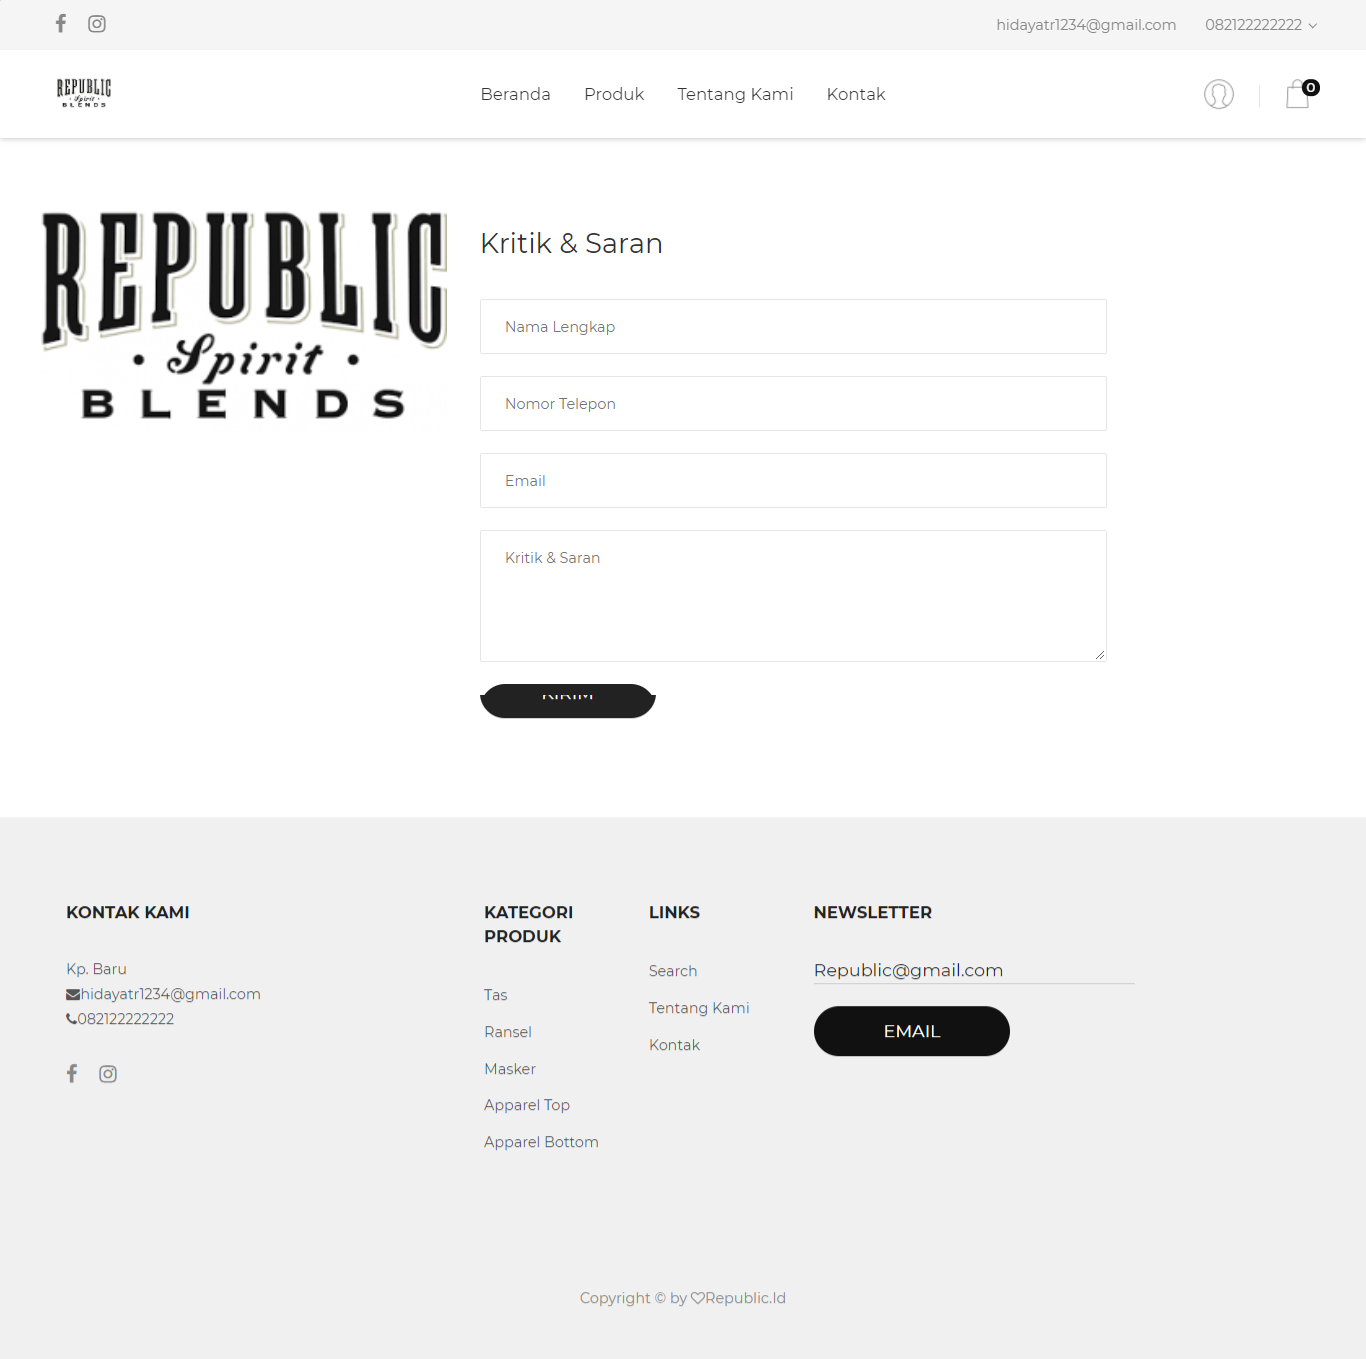 hidayatr1234@gmail.com 082122222222
REPUBLIC
Spirit
BLENDS
Beranda Produk Tentang Kami Kontak
0
REPUBLIC
Spirit
BLENDS
Kritik & Saran
Nama Lengkap
Nomor Telepon
Email
Kritik & Saran
KIRIM
KONTAK KAMI
Kp. Baru
hidayatr1234@gmail.com
082122222222
KATEGORI
PRODUK
Tas
Ransel
Masker
Apparel Top
Apparel Bottom
LINKS
Search
Tentang Kami
Kontak
NEWSLETTER
Republic@gmail.com
EMAIL
Copyright © by ♡Republic.Id